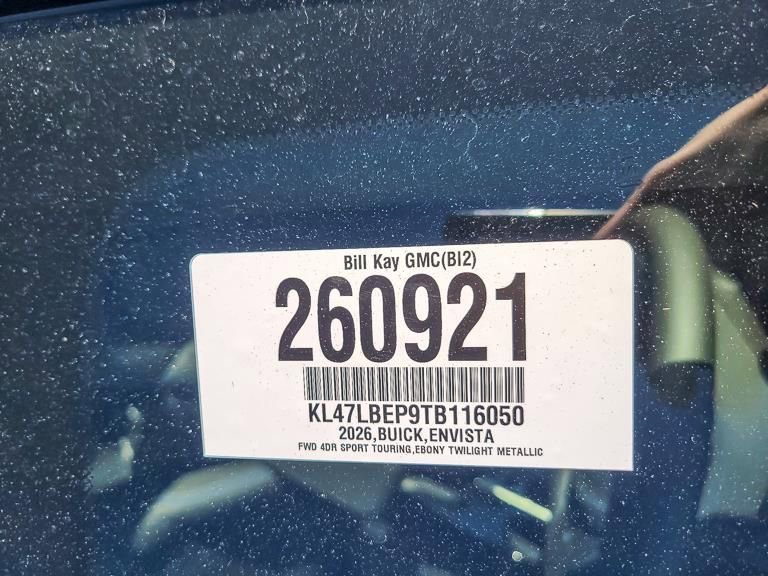 Bill Kay GMC(BI2)
260921
KL47LBEP9TB116050
2026,BUICK,ENVISTA
FWD 4DR SPORT TOURING,EBONY TWILIGHT METALLIC